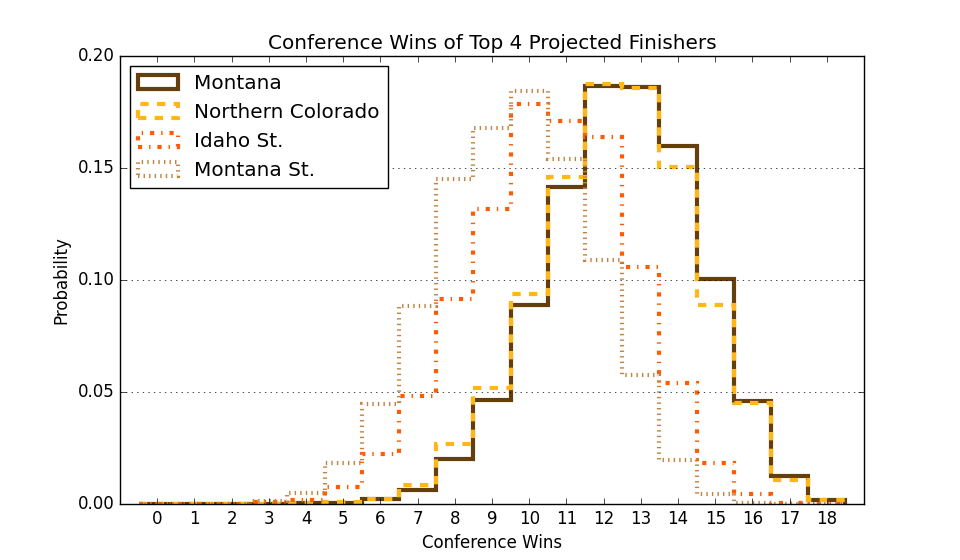 Conference Wins of Top 4 Projected Finishers
0.20
0.15
0.10
0.05
0.00
Probability
Montana
Northern Colorado
Idaho St.
Montana St.
0 1 2 3 4 5 6 7 8 9 10 11 12 13 14 15 16 17 18
Conference Wins